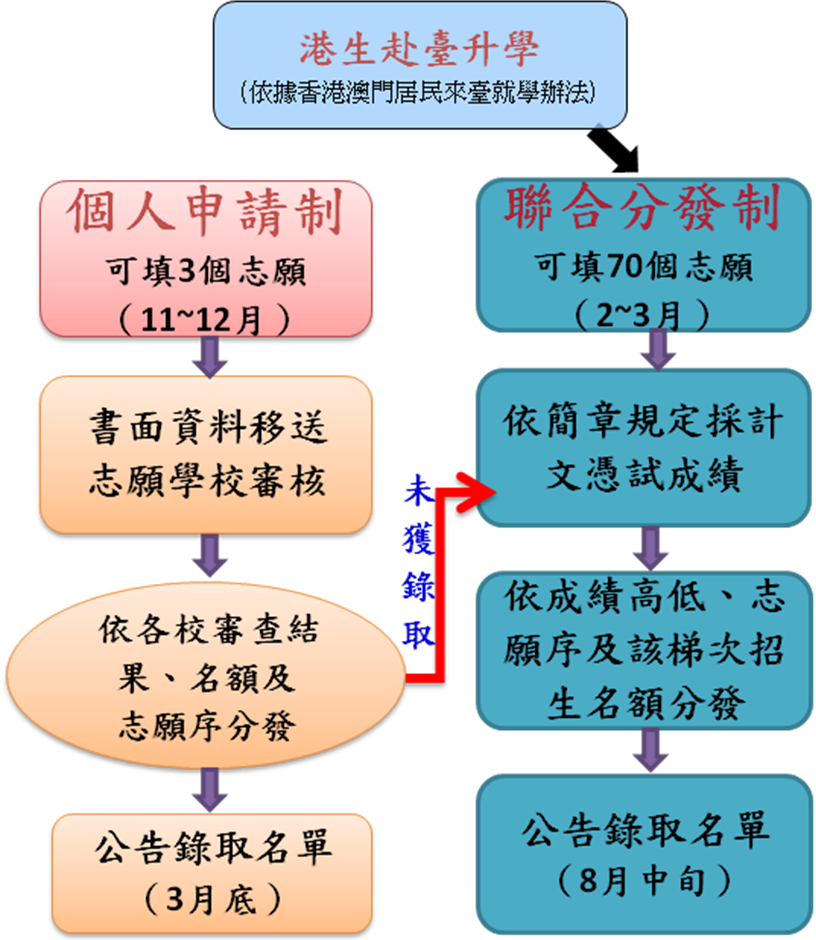 港生赴臺升學
(依據香港澳門居民來臺就學辦法)
個人申請制
可填3個志願
（11~12月）
書面資料移送
志願學校審核
依各校審查結
果、名額及
志願序分發
公告錄取名單
（3月底）
未
獲
錄
取
聯合分發制
可填70個志願
（2~3月）
依簡章規定採計
文憑試成績
依成績高低、志
願序及該梯次招
生名額分發
公告錄取名單
（8月中旬）